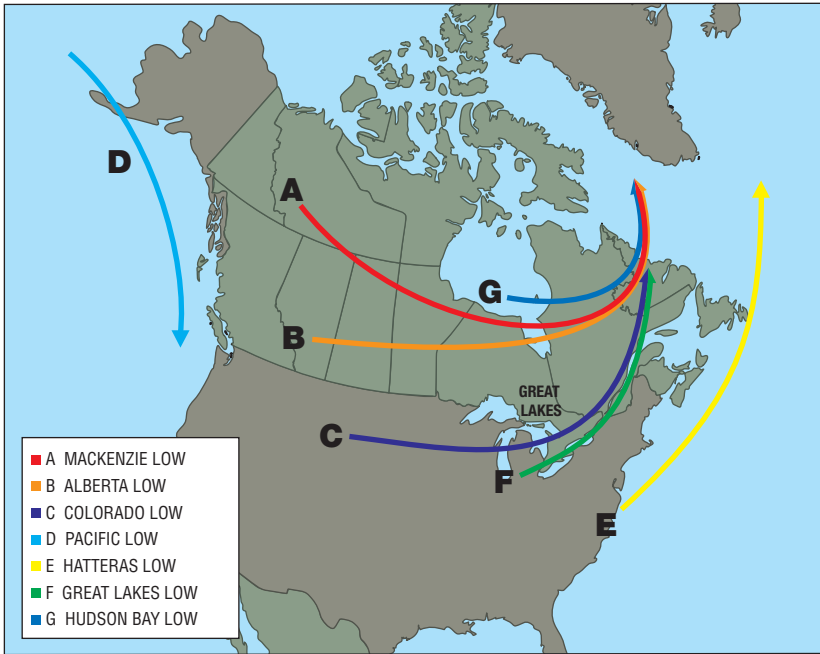 D
A
G
B
GREAT
LAKES
C
F
E
A MACKENZIE LOW
B ALBERTA LOW
C COLORADO LOW
D PACIFIC LOW
E HATTERAS LOW
F GREAT LAKES LOW
G HUDSON BAY LOW